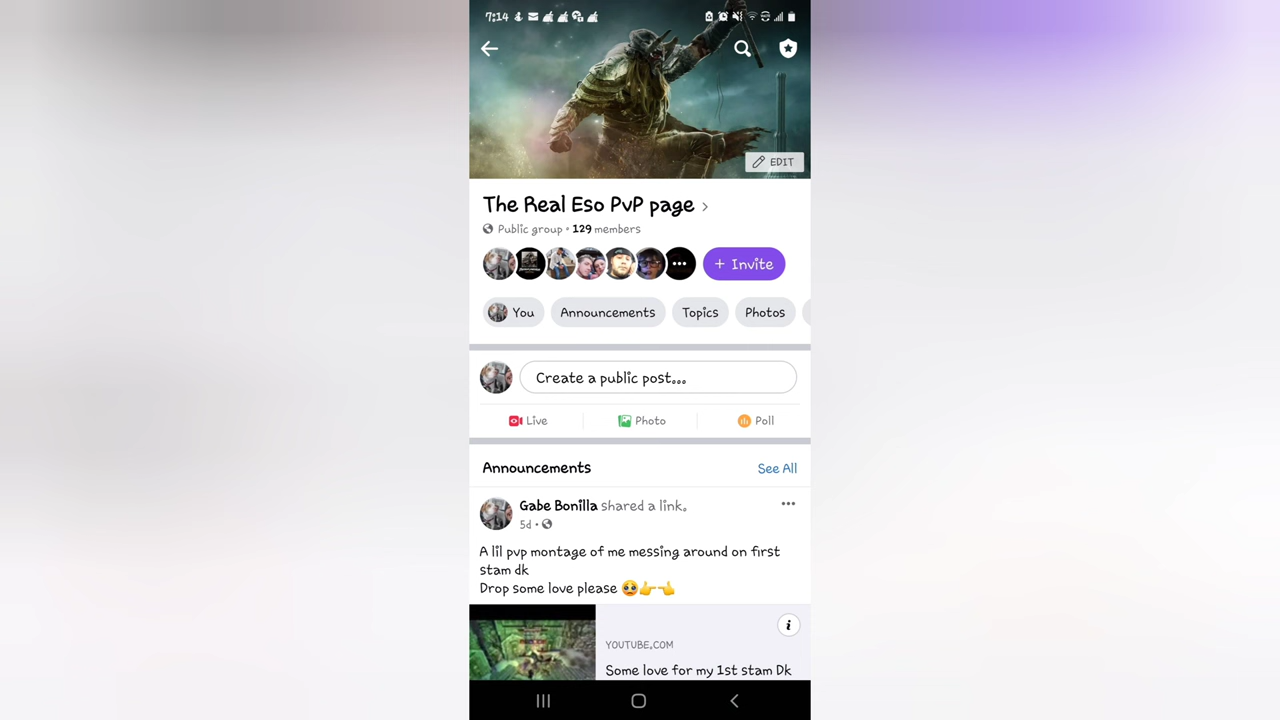 7:14
EDIT
The Real Eso PvP page
Public group • 129 members
+ Invite
You
Announcements
Topics
Photos
Create a public post...
Live
Photo
Poll
Announcements
See All
Gabe Bonilla shared a link.
5d •
A lil pvp montage of me messing around on first
stam dk
Drop some love please 🥺👉👈
YOUTUBE.COM
Some love for my 1st stam Dk